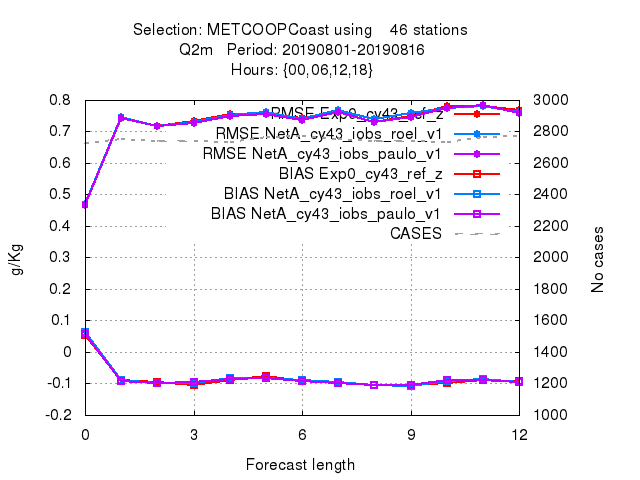 Selection: METCOOPCoast using 46 stations
Q2m Period: 20190801-20190816
Hours: {00,06,12,18}
0.8
0.7
0.6
0.5
0.4
0.3
0.2
0.1
0
-0.1
-0.2
g/Kg
RMSE Exp0_cy43_ref_z
RMSE NetA_cy43_iobs_roel_v1
RMSE NetA_cy43_iobs_paulo_v1
BIAS Exp0_cy43_ref_z
BIAS NetA_cy43_iobs_roel_v1
BIAS NetA_cy43_iobs_paulo_v1
CASES
3000
2800
2600
2400
2200
2000
1800
1600
1400
1200
1000
No cases
0 3 6 9 12
Forecast length